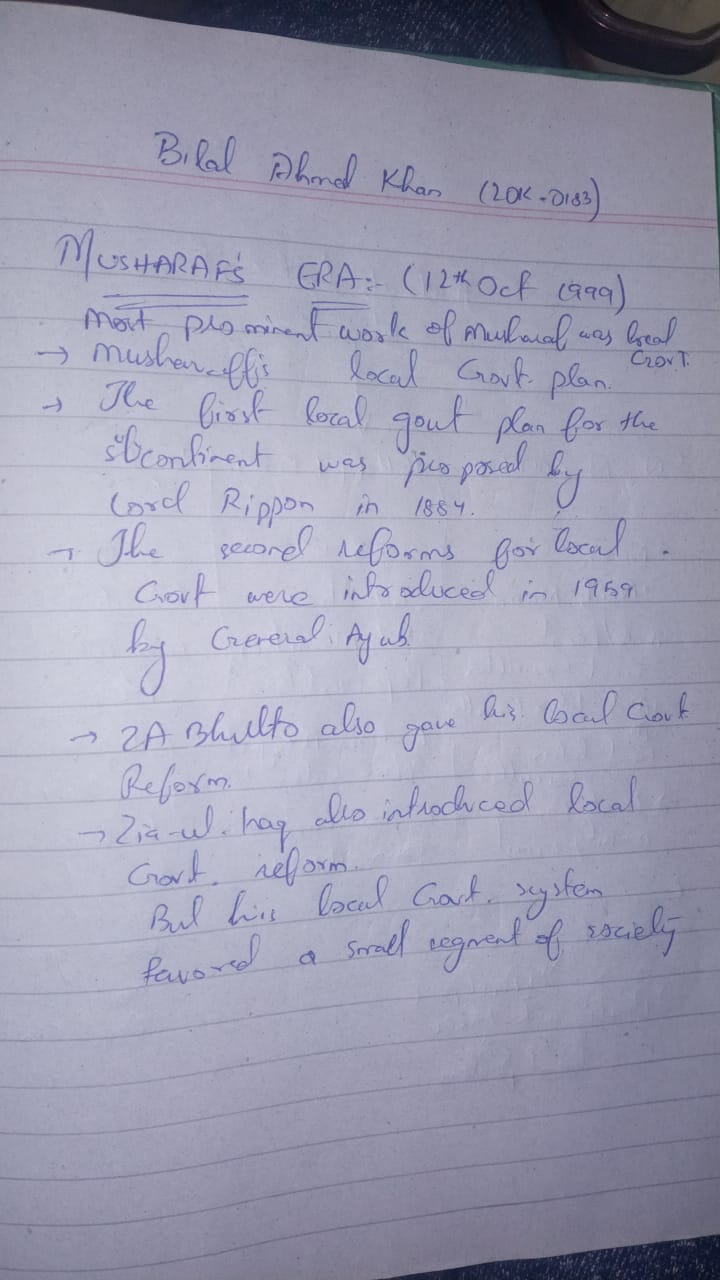 Bilal Ahmed Khan (20K-0183)
MUSHARAF'S ERA:- (12th Oct 1999)
Most prominent work of Musharaf was local Govt.
→ Musharaff's local Govt. plan.
→ The first local govt plan for the
subcontinent was proposed by
Lord Rippon in 1884.
→ The second reforms for local
Govt were introduced in 1959
by General Ayub
→ ZA Bhutto also gave his local Govt
Reform.
→ Zia-ul-haq also introduced local
Govt. reform.
But his local Govt. system
favored a small segment of society